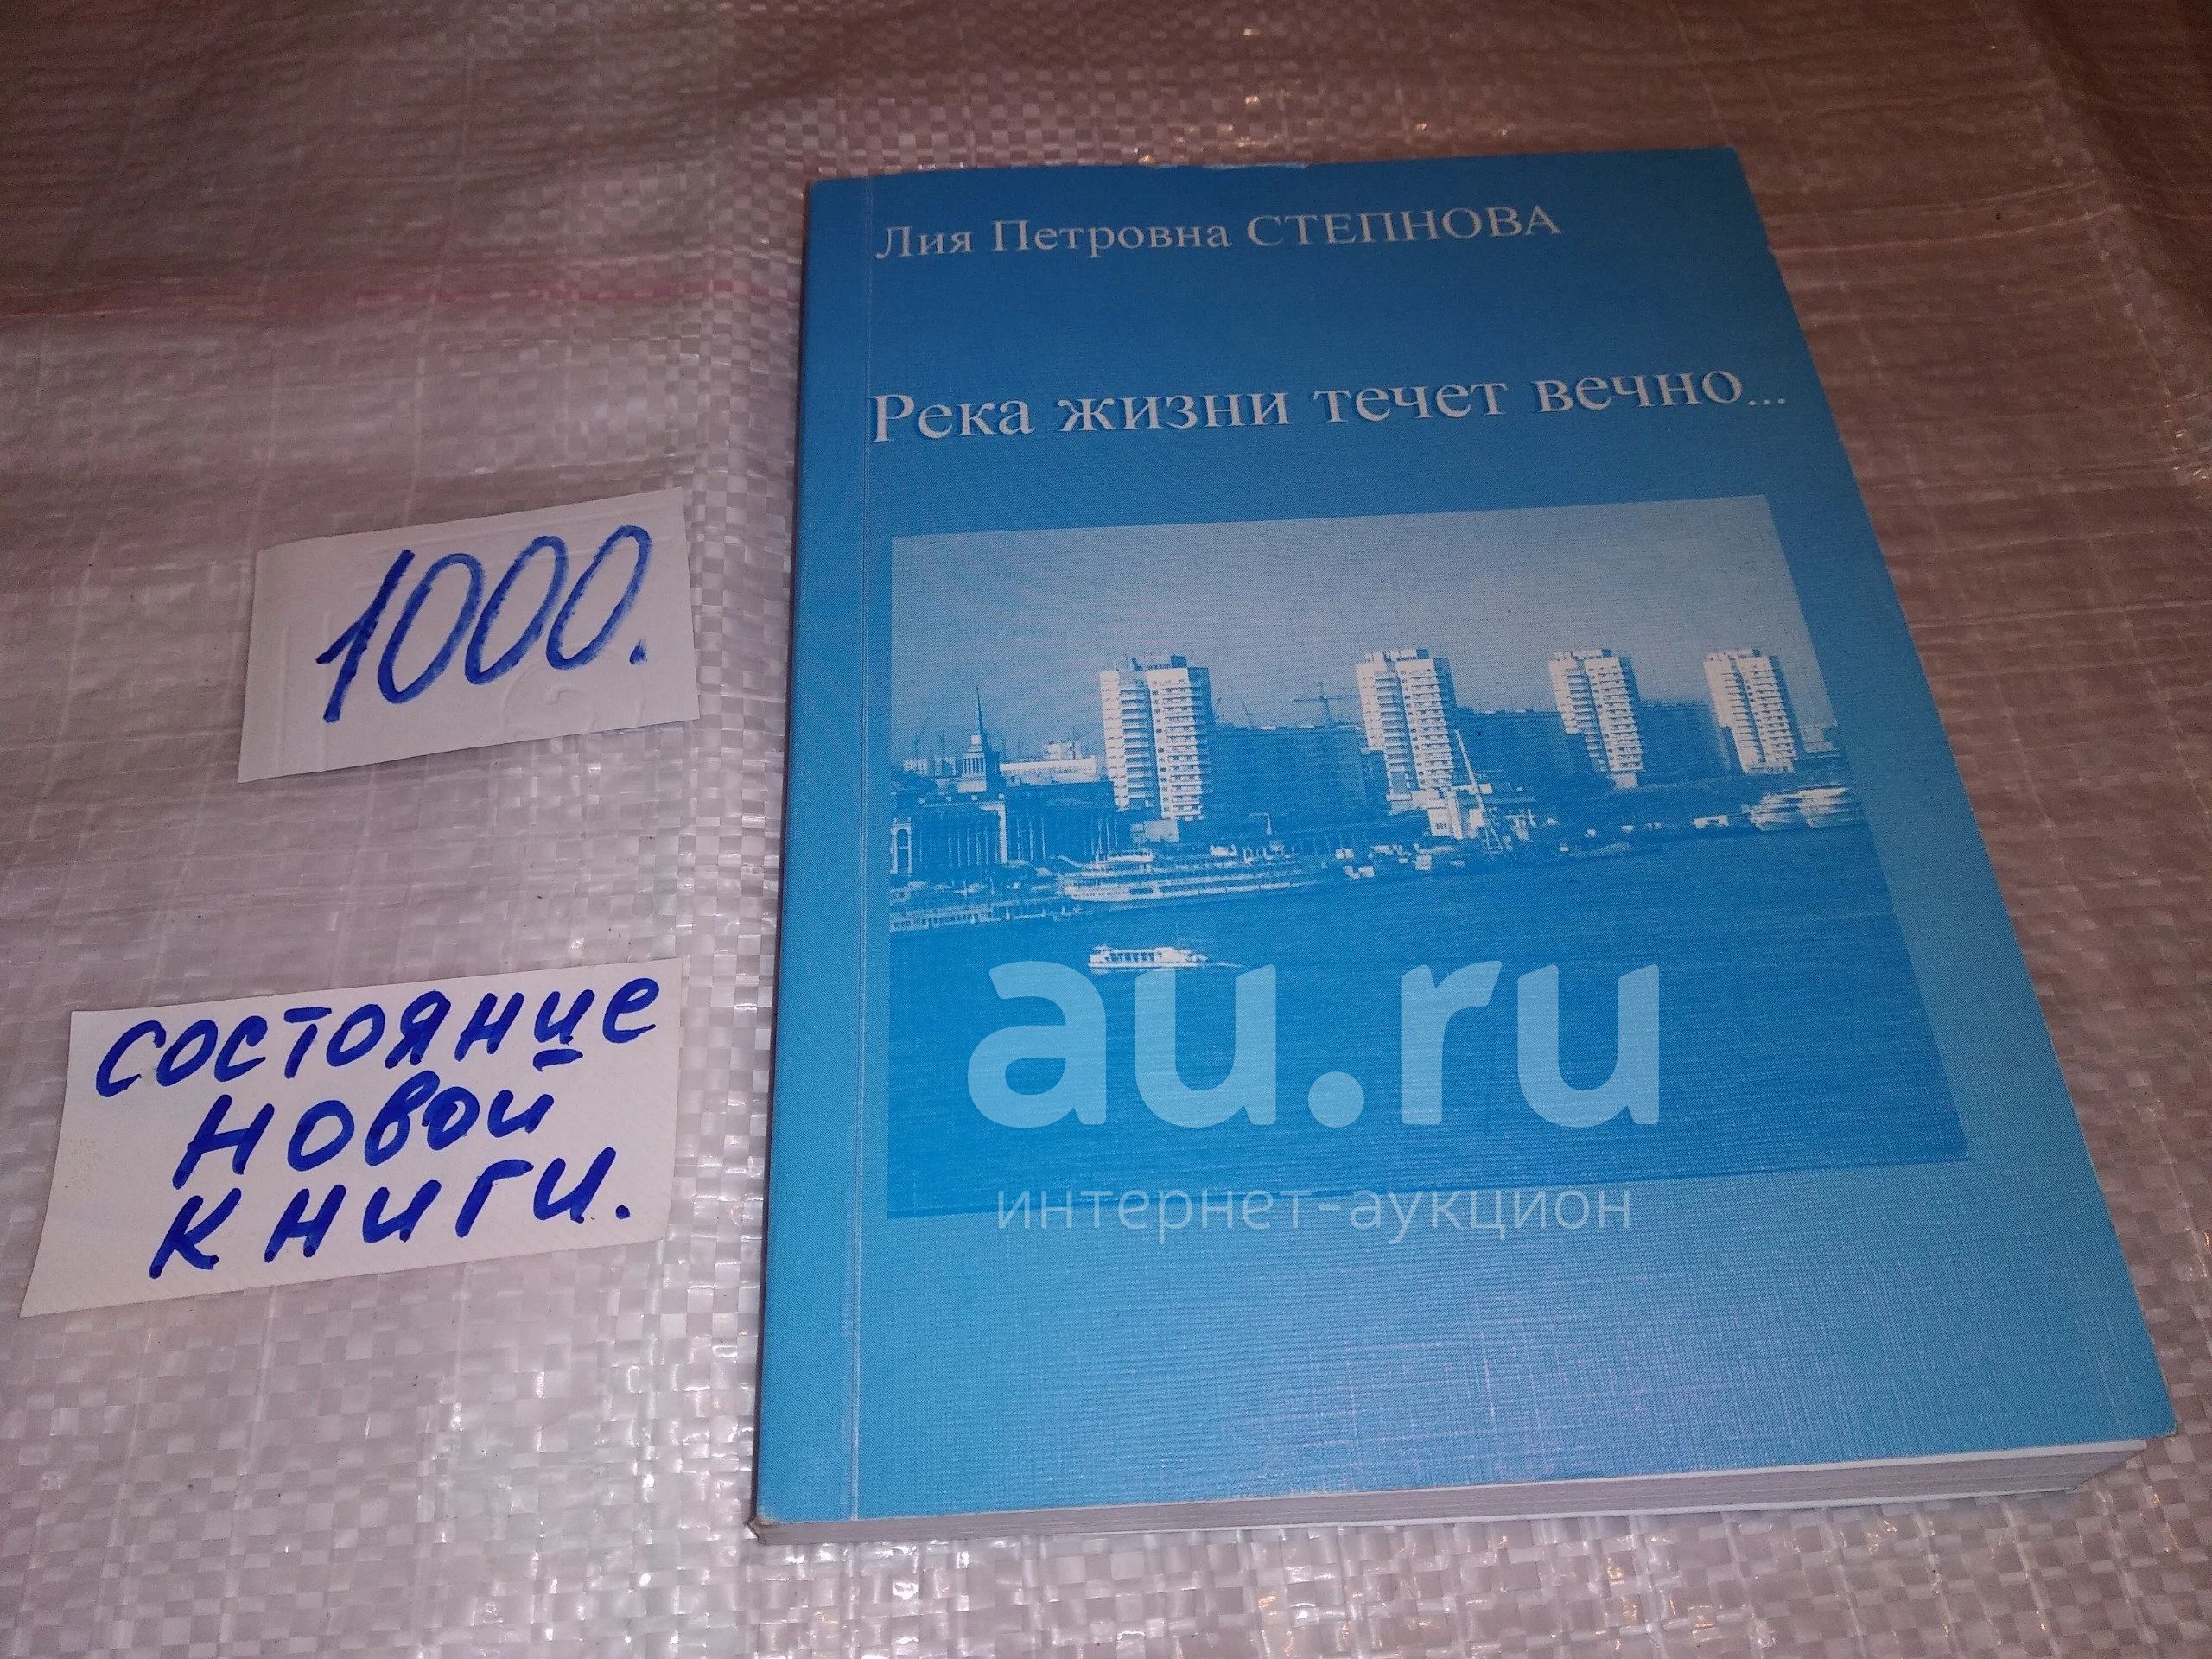 Лия Петровна СТЕПНОВА
Река жизни течет вечно...
1000.
состояние
новой
книги.
au.ru
интернет-аукцион